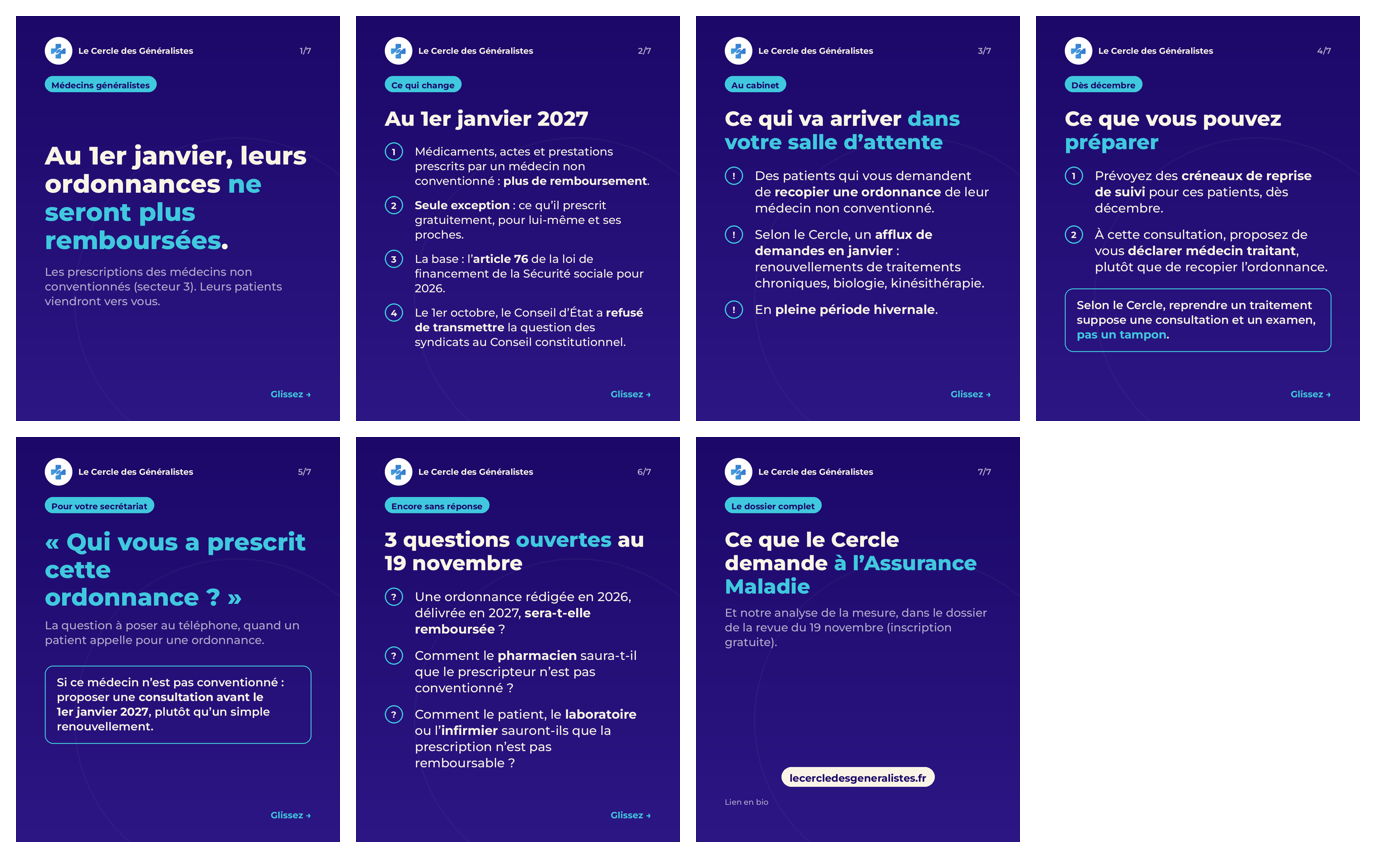 Le Cercle des Généralistes
1/7
Médecins généralistes
Au 1er janvier, leurs
ordonnances ne
seront plus
remboursées.
Les prescriptions des médecins non
conventionnés (secteur 3). Leurs patients
viendront vers vous.
Glissez →
Le Cercle des Généralistes
2/7
Ce qui change
Au 1er janvier 2027
1
Médicaments, actes et prestations
prescrits par un médecin non
conventionné : plus de remboursement.
2
Seule exception : ce qu’il prescrit
gratuitement, pour lui-même et ses
proches.
3
La base : l’article 76 de la loi de
financement de la Sécurité sociale pour
2026.
4
Le 1er octobre, le Conseil d’État a refusé
de transmettre la question des
syndicats au Conseil constitutionnel.
Glissez →
Le Cercle des Généralistes
3/7
Au cabinet
Ce qui va arriver dans
votre salle d’attente
!
Des patients qui vous demandent
de recopier une ordonnance de leur
médecin non conventionné.
!
Selon le Cercle, un afflux de
demandes en janvier :
renouvellements de traitements
chroniques, biologie, kinésithérapie.
!
En pleine période hivernale.
Glissez →
Le Cercle des Généralistes
4/7
Dès décembre
Ce que vous pouvez
préparer
1
Prévoyez des créneaux de reprise
de suivi pour ces patients, dès
décembre.
2
À cette consultation, proposez de
vous déclarer médecin traitant,
plutôt que de recopier l’ordonnance.
Selon le Cercle, reprendre un traitement
suppose une consultation et un examen,
pas un tampon.
Glissez →
Le Cercle des Généralistes
5/7
Pour votre secrétariat
« Qui vous a prescrit
cette
ordonnance ? »
La question à poser au téléphone, quand un
patient appelle pour une ordonnance.
Si ce médecin n’est pas conventionné :
proposer une consultation avant le
1er janvier 2027, plutôt qu’un simple
renouvellement.
Glissez →
Le Cercle des Généralistes
6/7
Encore sans réponse
3 questions ouvertes au
19 novembre
?
Une ordonnance rédigée en 2026,
délivrée en 2027, sera-t-elle
remboursée ?
?
Comment le pharmacien saura-t-il
que le prescripteur n’est pas
conventionné ?
?
Comment le patient, le laboratoire
ou l’infirmier sauront-ils que la
prescription n’est pas
remboursable ?
Glissez →
Le Cercle des Généralistes
7/7
Le dossier complet
Ce que le Cercle
demande à l’Assurance
Maladie
Et notre analyse de la mesure, dans le dossier
de la revue du 19 novembre (inscription
gratuite).
lecercledesgeneralistes.fr
Lien en bio